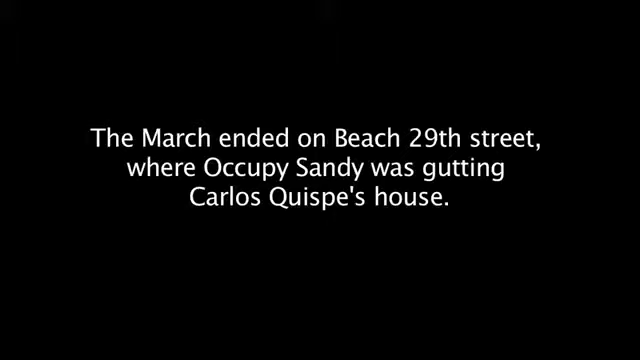 The March ended on Beach 29th street,
where Occupy Sandy was gutting
Carlos Quispe's house.